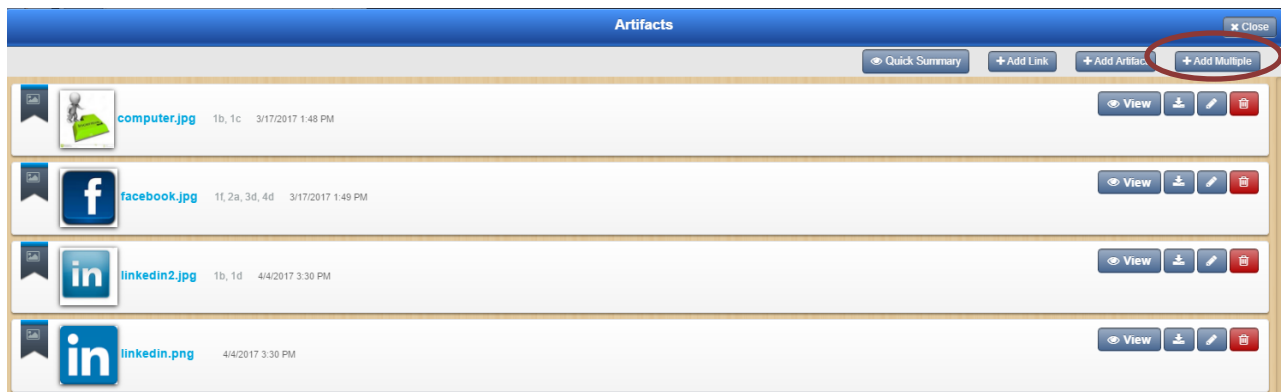 Artifacts
Close
Quick Summary
+ Add Link
+ Add Artifact
+ Add Multiple
computer.jpg 1b, 1c 3/17/2017 1:48 PM
View
facebook.jpg 1f, 2a, 3d, 4d 3/17/2017 1:49 PM
View
linkedin2.jpg 1b, 1d 4/4/2017 3:30 PM
View
linkedin.png 4/4/2017 3:30 PM
View
f
in
in